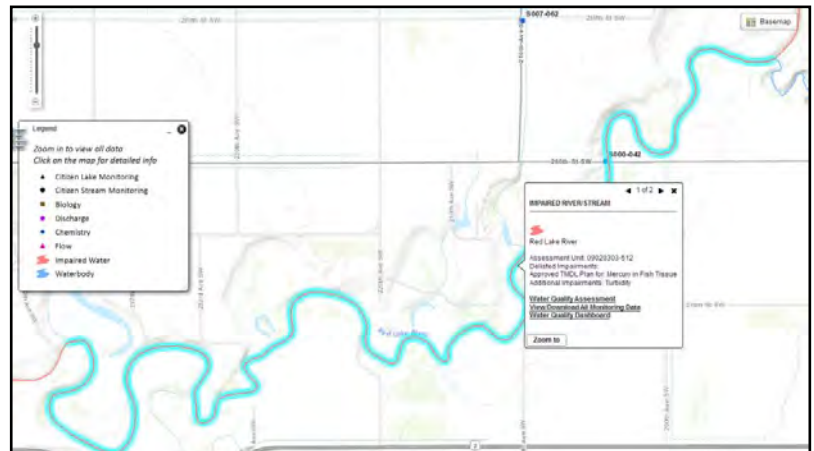 S007-062
Basemap
Legend
Zoom in to view all data
Click on the map for detailed info
Citizen Lake Monitoring
Citizen Stream Monitoring
Biology
Discharge
Chemistry
Flow
Impaired Water
Waterbody
S000-042
1 of 2
IMPAIRED RIVER/STREAM
Red Lake River
Assessment Unit: 09020303-512
Delisted Impairments:
Approved TMDL Plan for: Mercury in Fish Tissue
Additional Impairments: Turbidity
Water Quality Assessment
View/Download All Monitoring Data
Water Quality Dashboard
Zoom to
Red Lake River
2